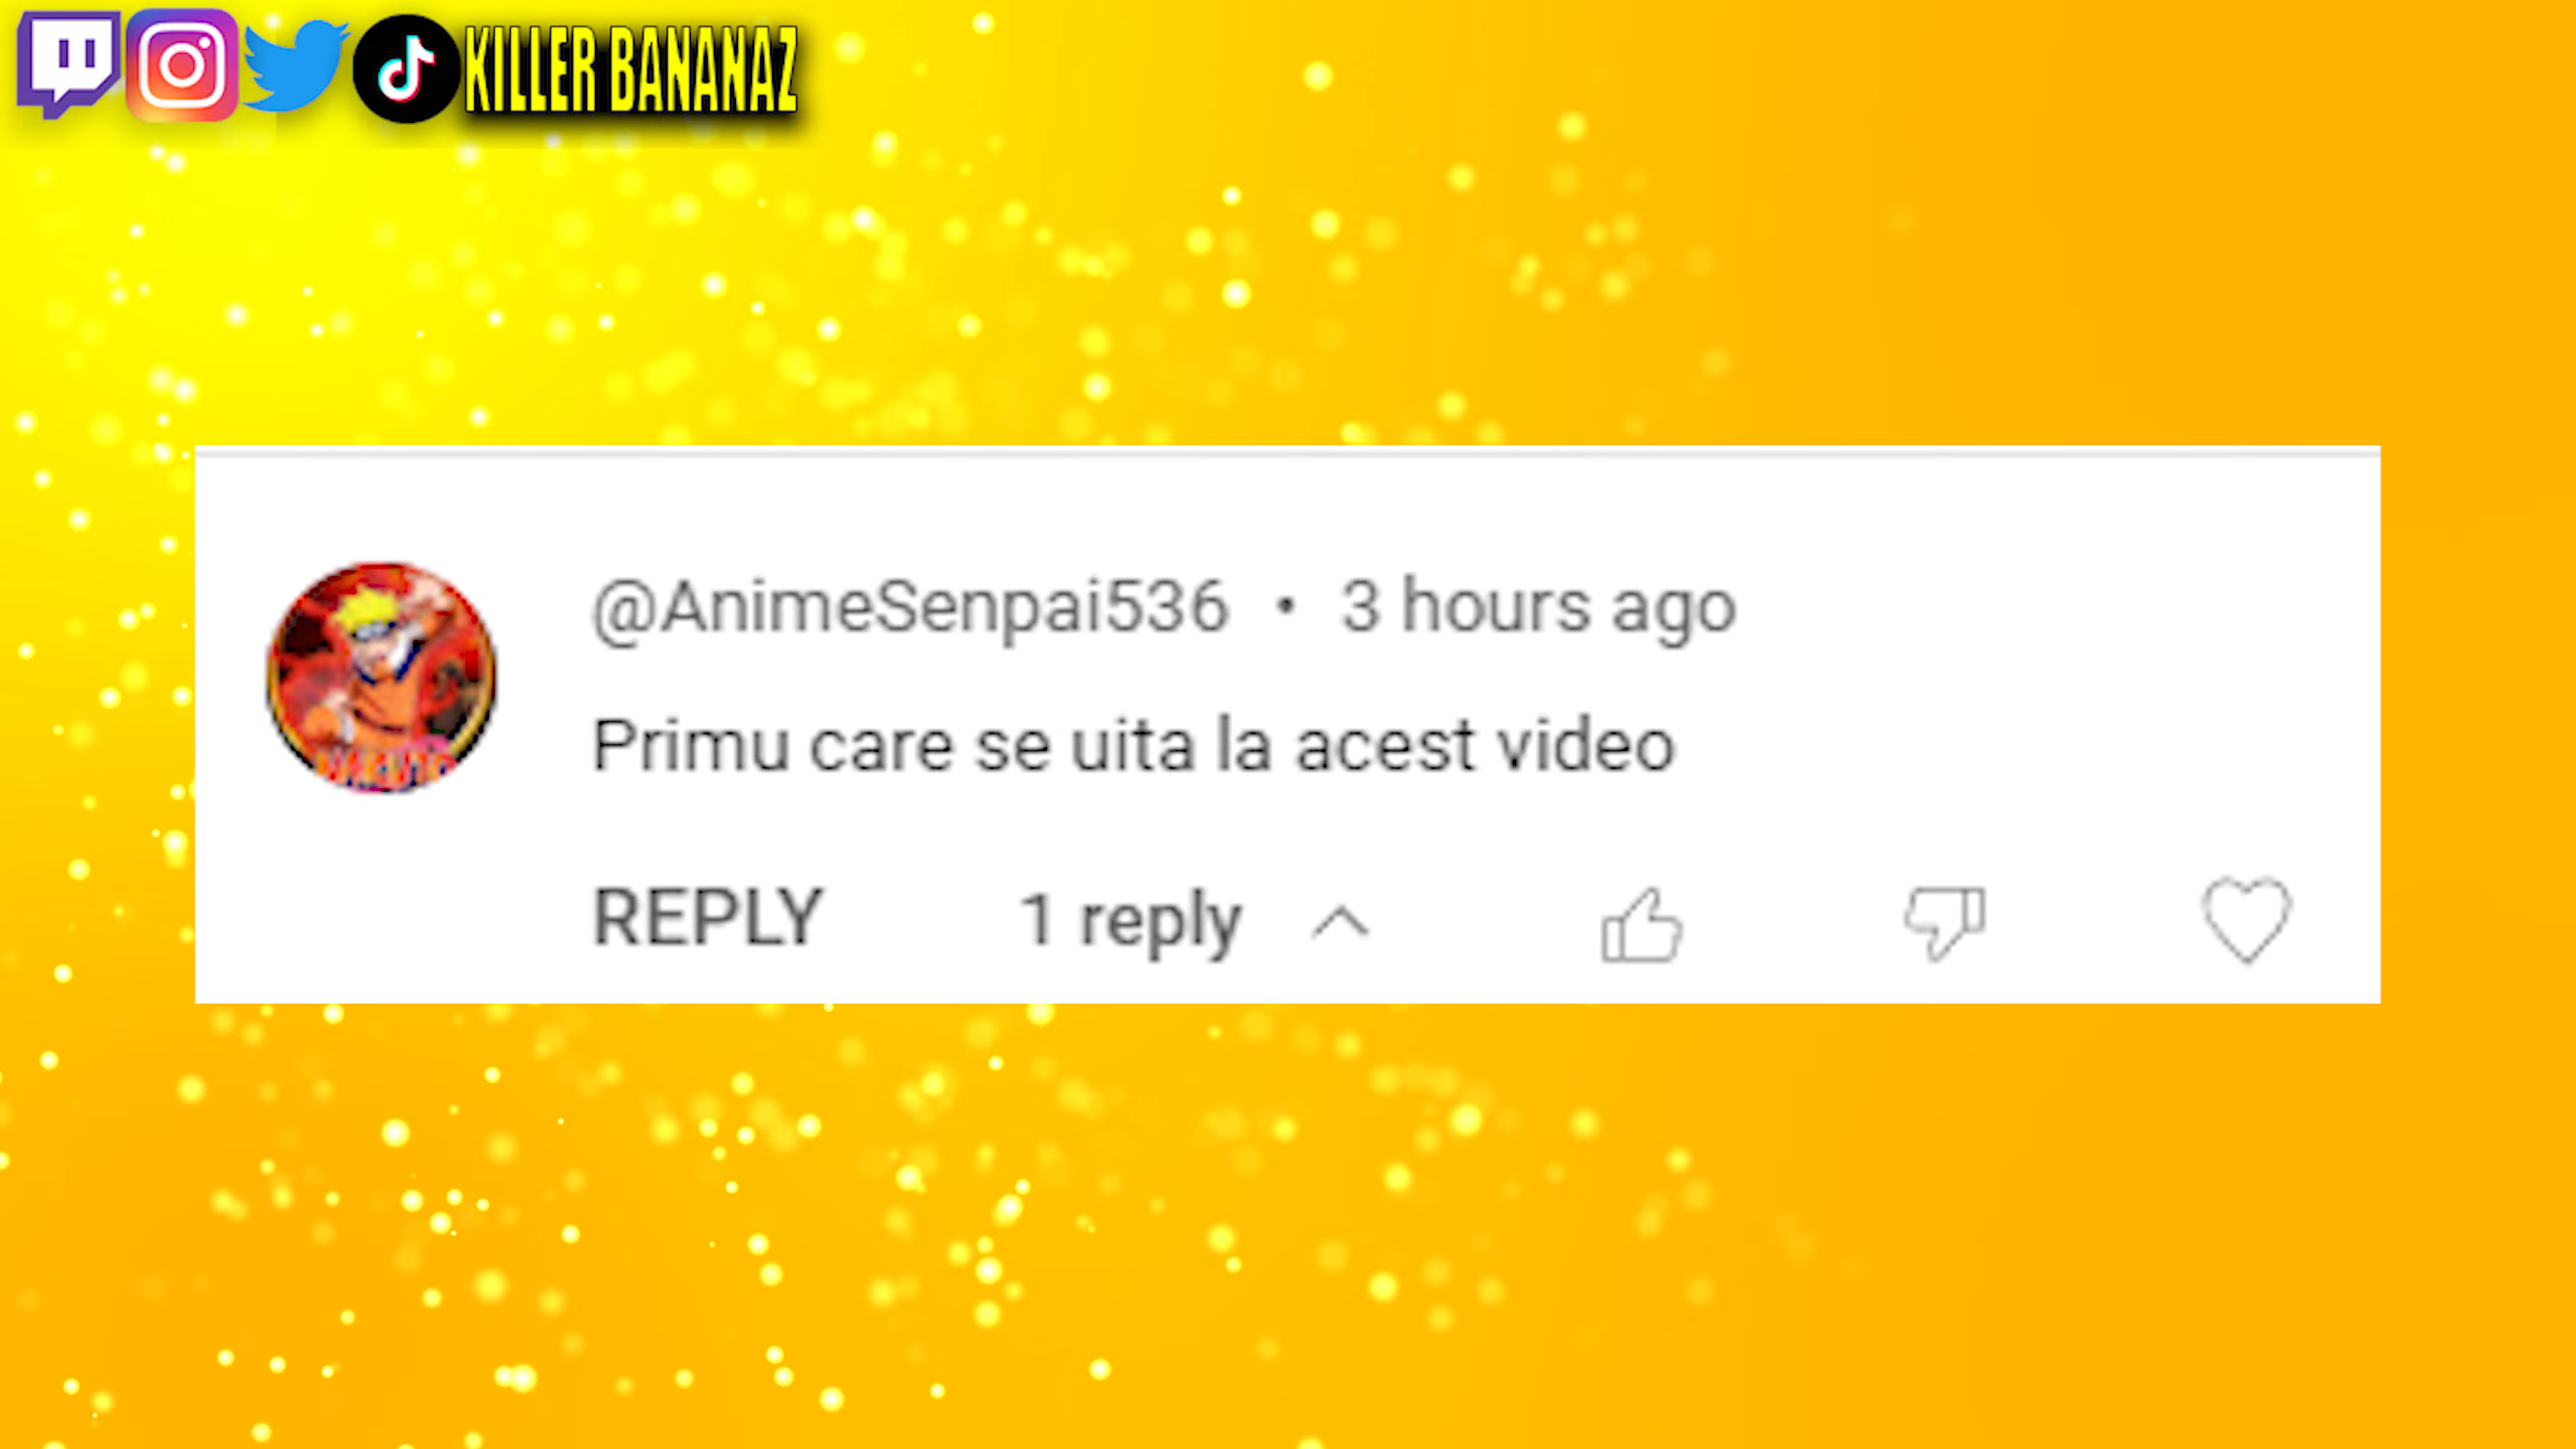 KILLER BANANAZ
@AnimeSenpai536 • 3 hours ago
Primu care se uita la acest video
REPLY 1 reply